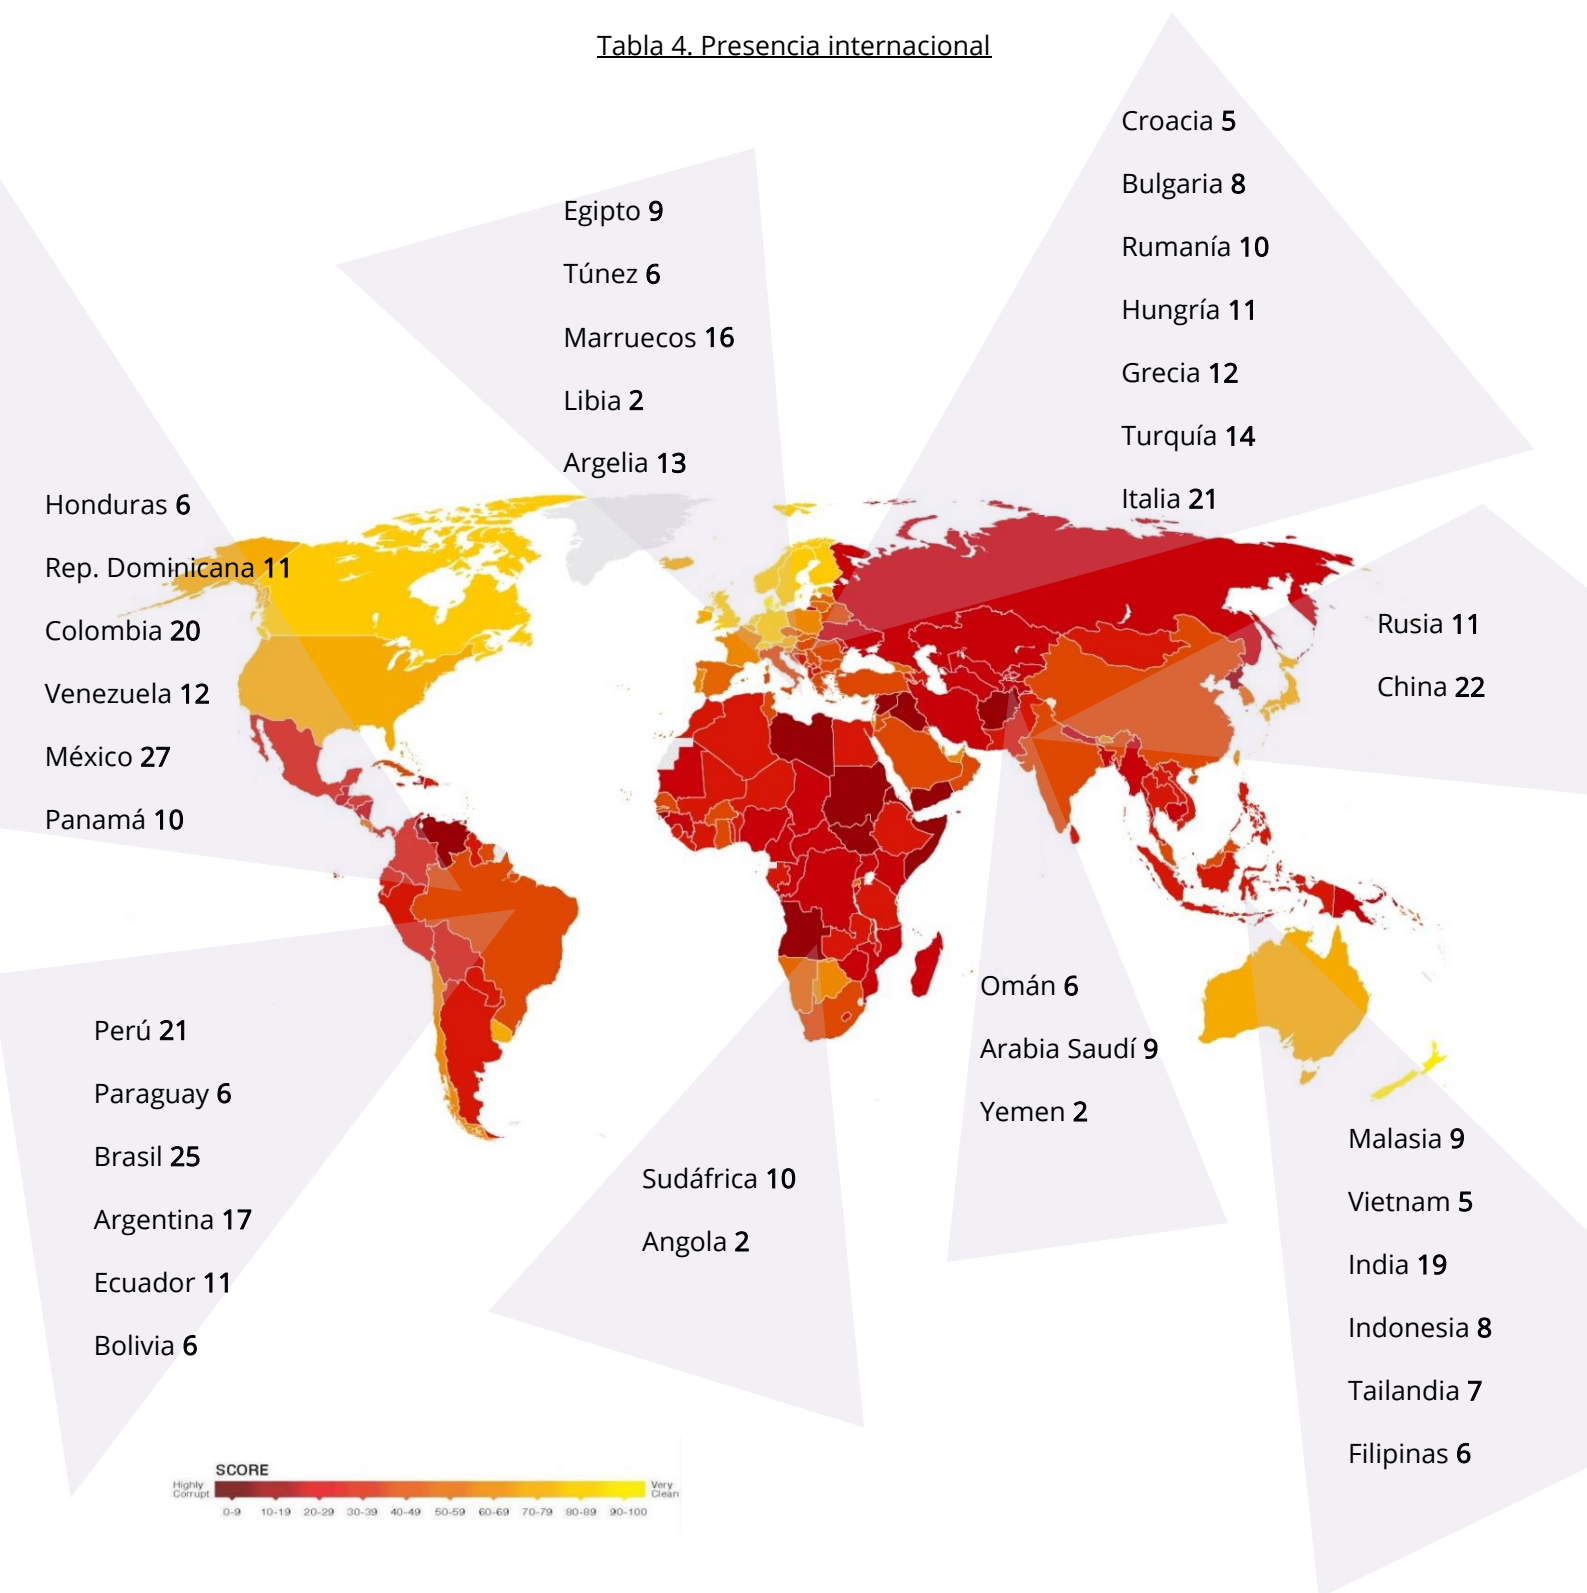 Tabla 4. Presencia internacional
Croacia 5
Bulgaria 8
Rumanía 10
Hungría 11
Grecia 12
Turquía 14
Italia 21
Egipto 9
Túnez 6
Marruecos 16
Libia 2
Argelia 13
Honduras 6
Rep. Dominicana 11
Colombia 20
Venezuela 12
México 27
Panamá 10
Rusia 11
China 22
Perú 21
Paraguay 6
Brasil 25
Argentina 17
Ecuador 11
Bolivia 6
Sudáfrica 10
Angola 2
Omán 6
Arabia Saudí 9
Yemen 2
Malasia 9
Vietnam 5
India 19
Indonesia 8
Tailandia 7
Filipinas 6
SCORE
Highly Corrupt
Very Clean
0-9 10-19 20-29 30-39 40-49 50-59 60-69 70-79 80-89 90-100